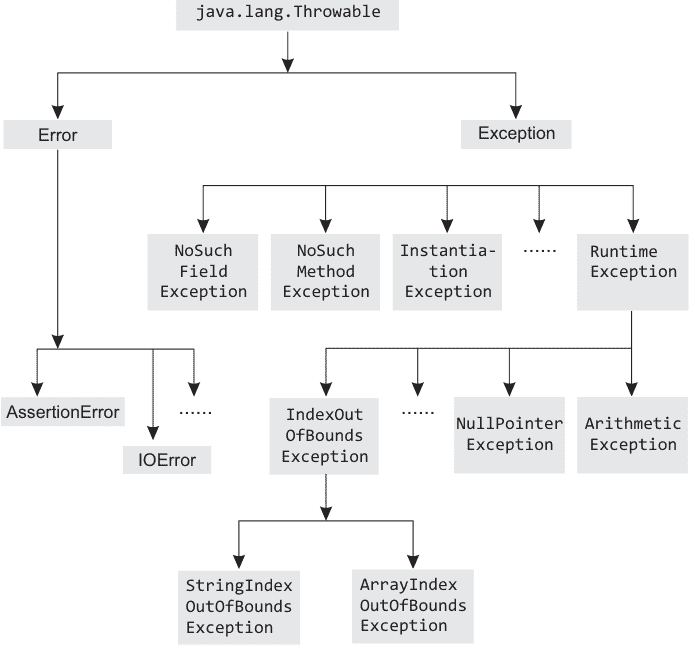 java.lang.Throwable
Error
Exception
NoSuch
Field
Exception
NoSuch
Method
Exception
Instantia-
tion
Exception
......
Runtime
Exception
AssertionError
IOError
......
IndexOut
OfBounds
Exception
......
NullPointer
Exception
Arithmetic
Exception
StringIndex
OutOfBounds
Exception
ArrayIndex
OutOfBounds
Exception